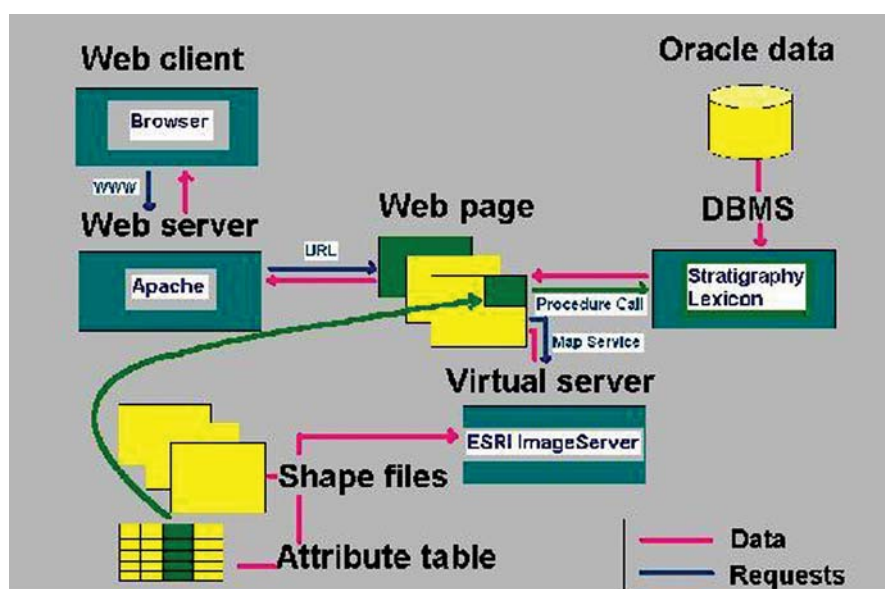 Web client
Oracle data
Browser
WWW
Web server
Web page
DBMS
URL
Apache
Stratigraphy
Lexicon
Procedure Call
Map Service
Virtual server
ESRI ImageServer
Shape files
Attribute table
Data
Requests